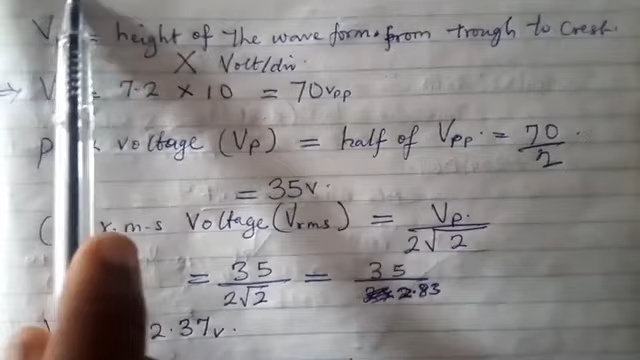 V = height of the wave form from trough to Crest.
X Volt/div
⇒ V = 7.2 × 10 = 70Vpp
voltage (Vp) = half of Vpp. = 70/2.
= 35v.
( r.m.s Voltage (Vrms) = Vp./2√2
= 35/2√2 = 35/2.83
2.37v.